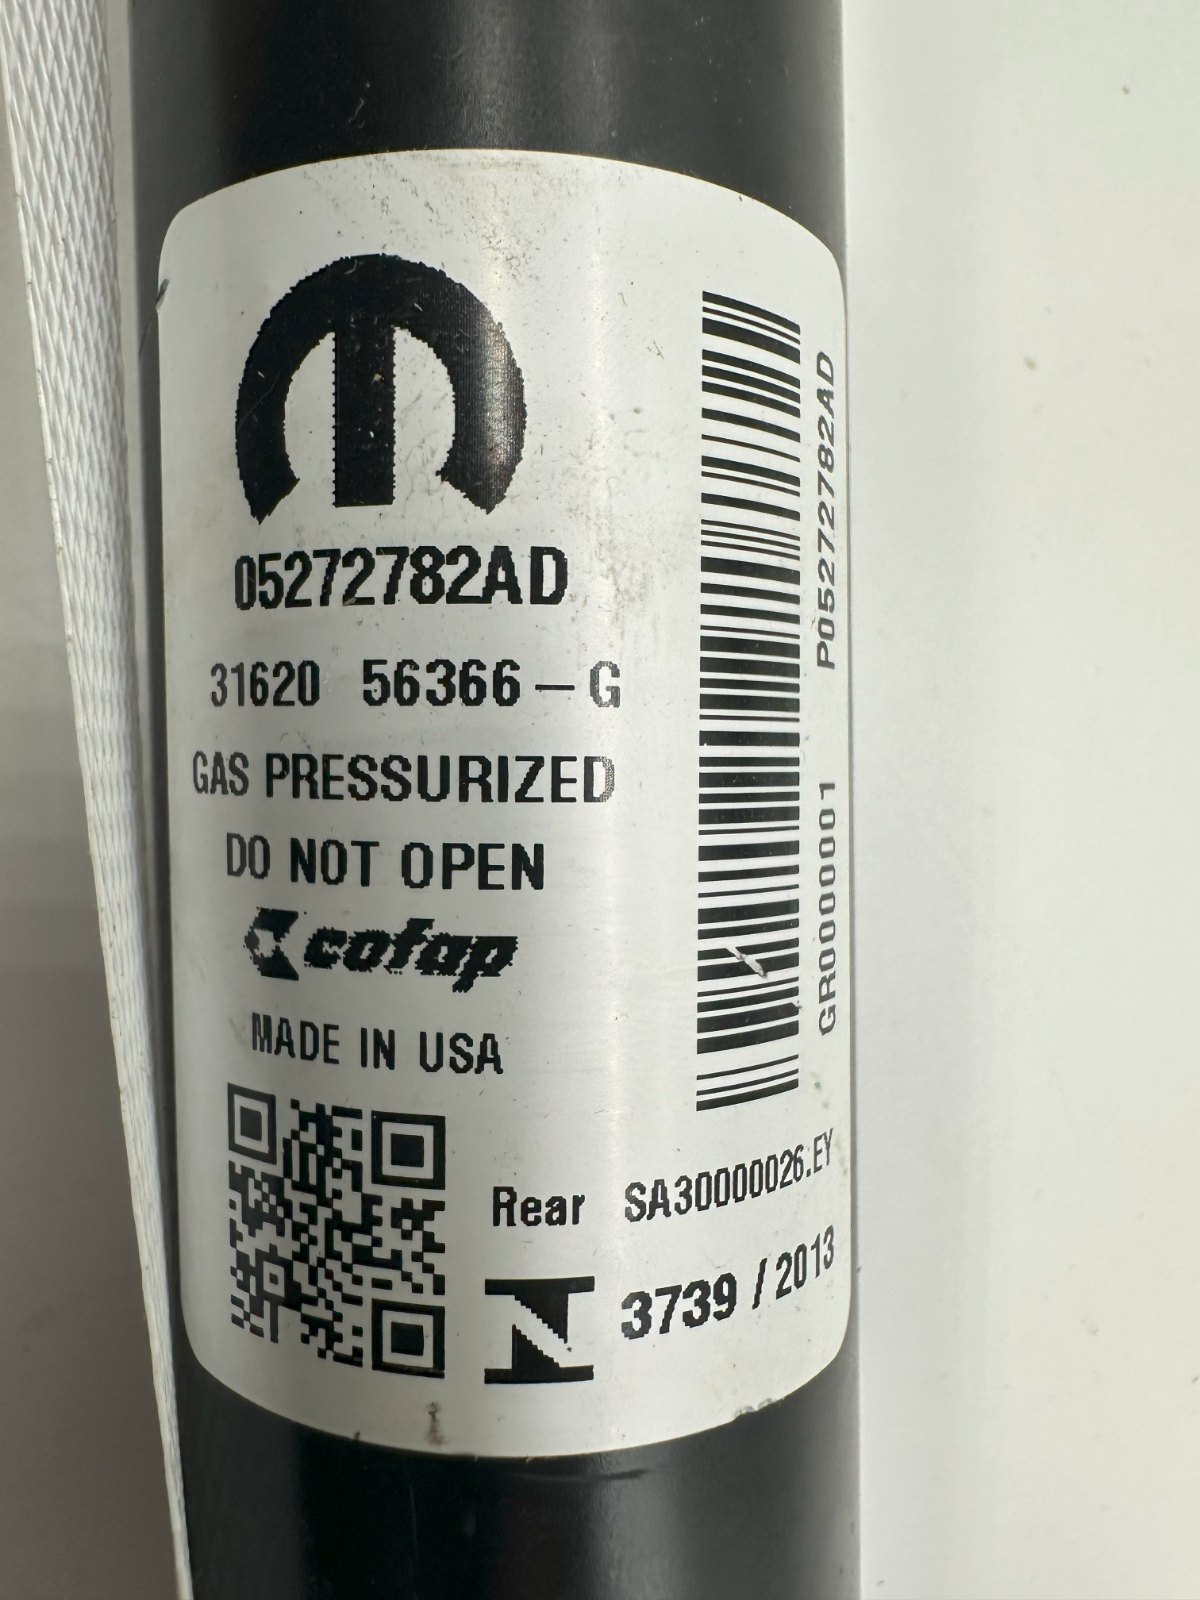 05272782AD
31620 56366 – G
GAS PRESSURIZED
DO NOT OPEN
cofap
MADE IN USA
Rear SA30000026.EY
3739 / 2013
P05272782AD
GR0000001